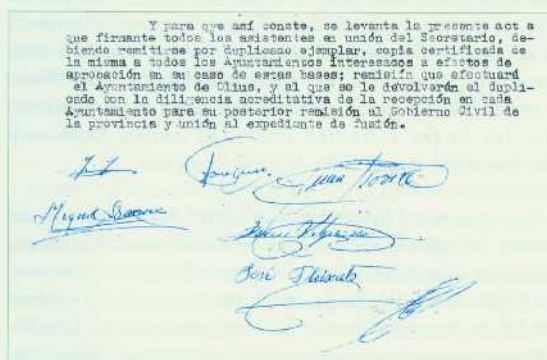 Y para que así conste, se levanta la presente act a
que firmante todos los asistentes en unión del Secretario, de-
biendo remitirse por duplicado ejemplar, copia certificada de
la misma a todos los Ayuntamientos interesados a efectos de
aprobación en su caso de estas bases; remisión que efectuará
el Ayuntamiento de Olius, y al que se le devolverán el dupli-
cado con la diligencia acreditativa de la recepción en cada
Ayuntamiento para su posterior remisión al Gobierno Civil de
la provincia y unión al expediente de fusión.
Juan
Miguel
José